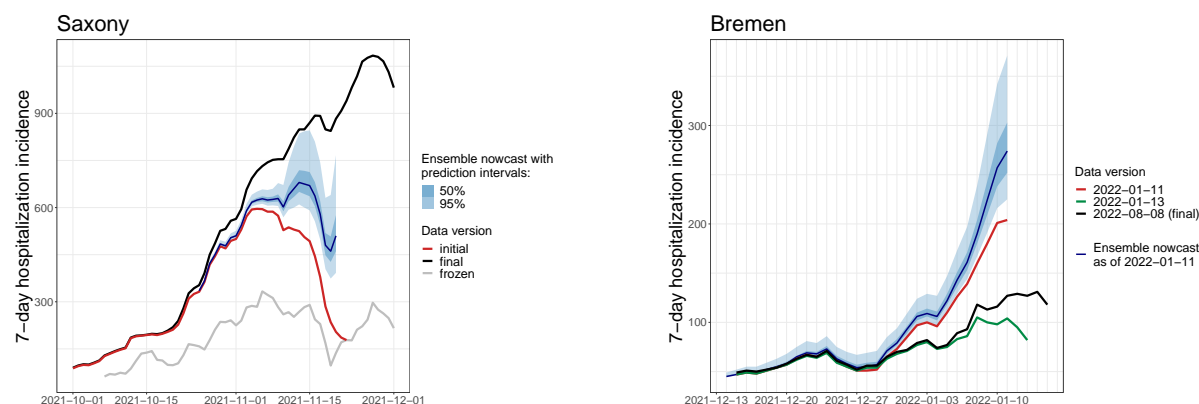 Saxony
7−day hospitalization incidence
900
600
300
2021−10−01
2021−10−15
2021−11−01
2021−11−15
2021−12−01
Ensemble nowcast with
prediction intervals:
50%
95%
Data version
initial
final
frozen
Bremen
7−day hospitalization incidence
300
200
100
2021−12−13
2021−12−20
2021−12−27
2022−01−03
2022−01−10
Data version
2022−01−11
2022−01−13
2022−08−08 (final)
Ensemble nowcast
as of 2022−01−11